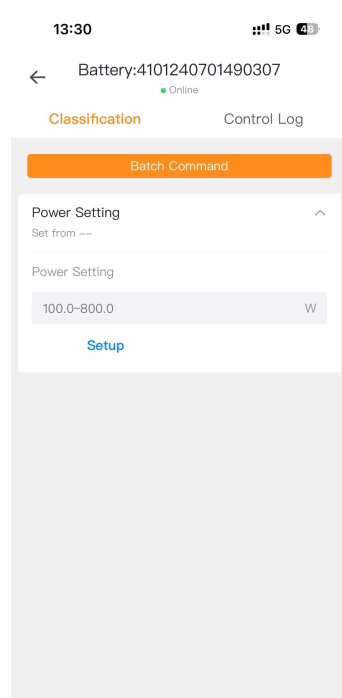 13:30 5G 48
Battery:4101240701490307
Online
Classification Control Log
Batch Command
Power Setting
Set from --
Power Setting
100.0~800.0 W
Setup